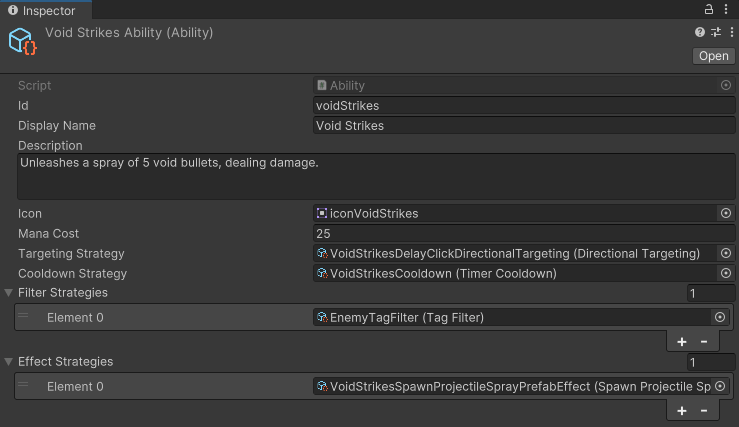 Inspector
Void Strikes Ability (Ability)
Open
Script Ability
Id voidStrikes
Display Name Void Strikes
Description
Unleashes a spray of 5 void bullets, dealing damage.
Icon iconVoidStrikes
Mana Cost 25
Targeting Strategy VoidStrikesDelayClickDirectionalTargeting (Directional Targeting)
Cooldown Strategy VoidStrikesCooldown (Timer Cooldown)
Filter Strategies 1
Element 0 EnemyTagFilter (Tag Filter)
+ -
Effect Strategies 1
Element 0 VoidStrikesSpawnProjectileSprayPrefabEffect (Spawn Projectile Sp
+ -